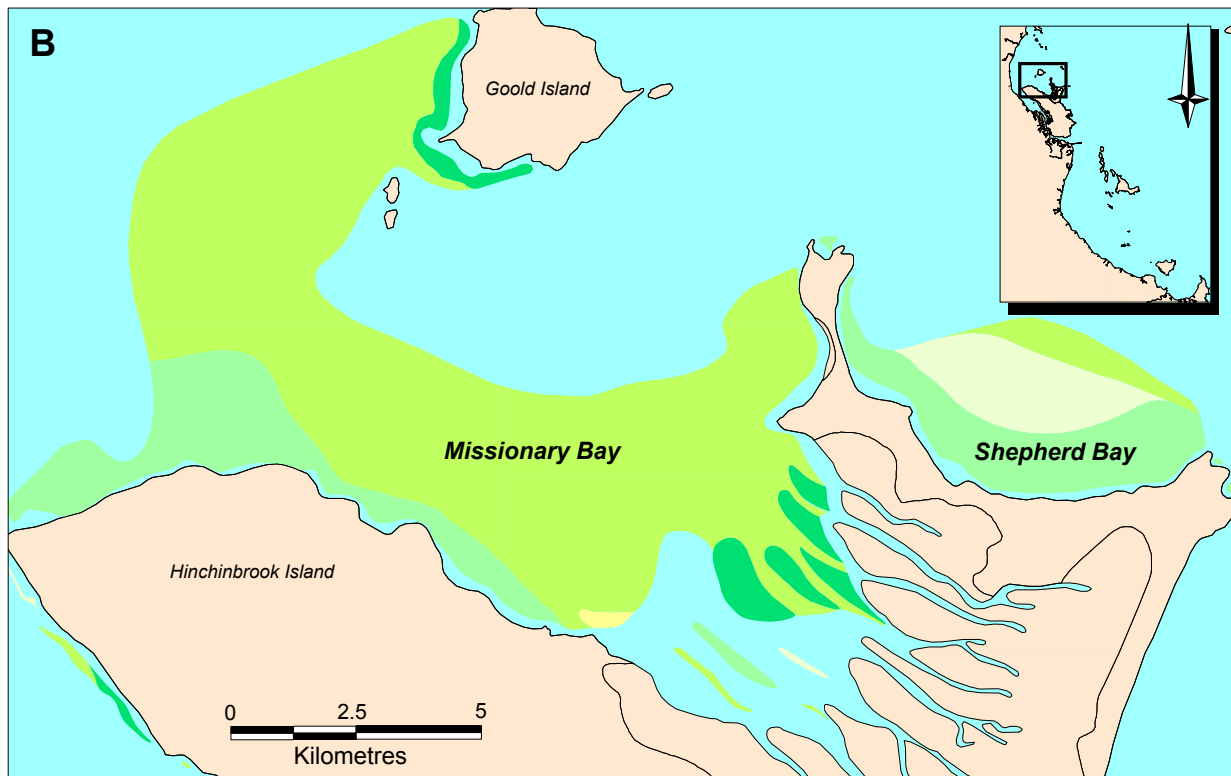 B
Goold Island
Missionary Bay
Shepherd Bay
Hinchinbrook Island
0 2.5 5
Kilometres